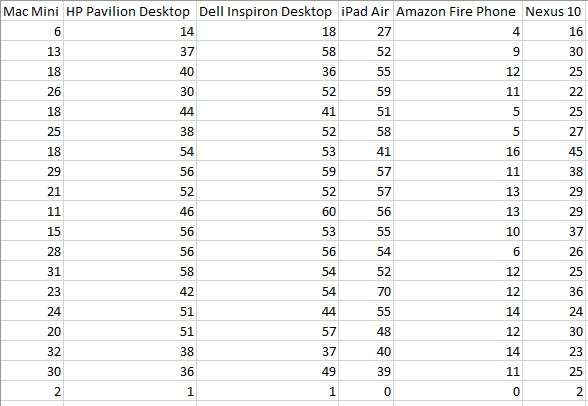 Mac Mini HP Pavilion Desktop Dell Inspiron Desktop iPad Air Amazon Fire Phone Nexus 10
6 14 18 27 4 16
13 37 58 52 9 30
18 40 36 55 12 25
26 30 52 59 11 22
18 44 41 51 5 25
25 38 52 58 5 27
18 54 53 41 16 45
29 56 59 57 11 38
21 52 52 57 13 29
11 46 60 56 13 29
15 56 53 55 10 37
28 56 56 54 6 26
31 58 54 52 12 25
23 42 54 70 12 36
24 51 44 55 14 24
20 51 57 48 12 30
32 38 37 40 14 23
30 36 49 39 11 25
2 1 1 0 0 2